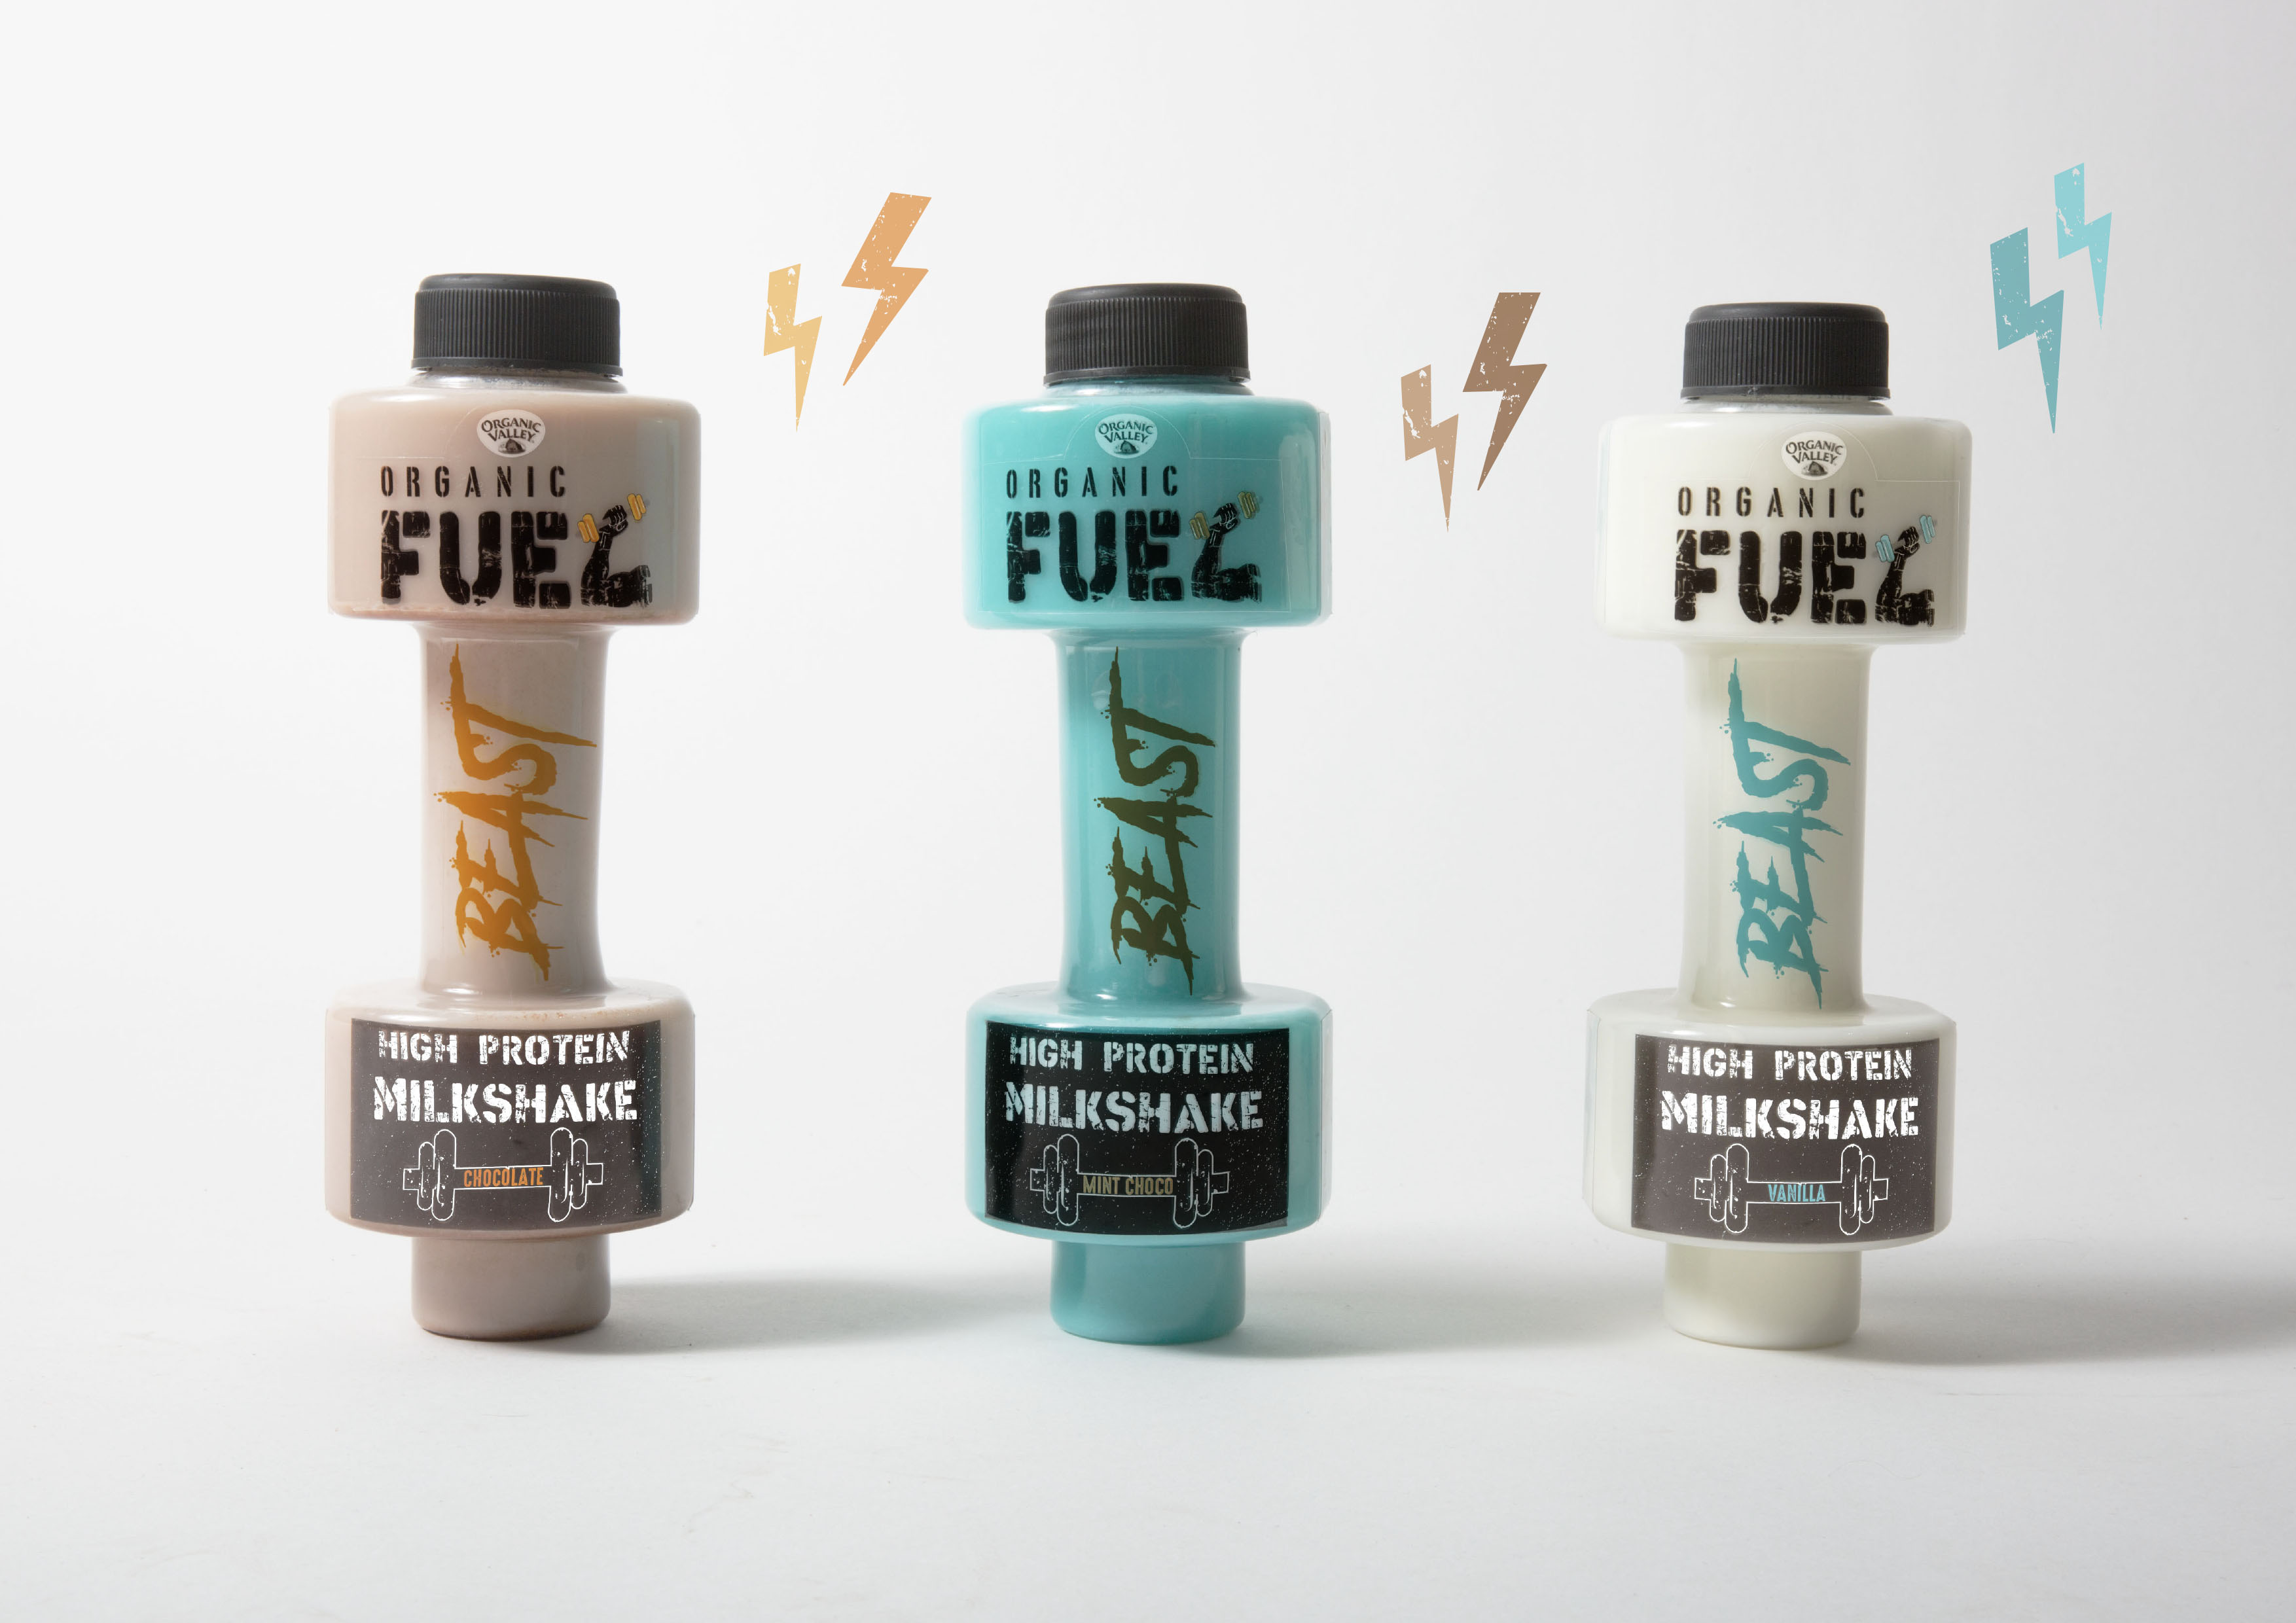 ORGANIC
VALLEY
ORGANIC
FUEL
BEAST
HIGH PROTEIN
MILKSHAKE
CHOCOLATE
ORGANIC
VALLEY
ORGANIC
FUEL
BEAST
HIGH PROTEIN
MILKSHAKE
MINT CHOCO
ORGANIC
VALLEY
ORGANIC
FUEL
BEAST
HIGH PROTEIN
MILKSHAKE
VANILLA